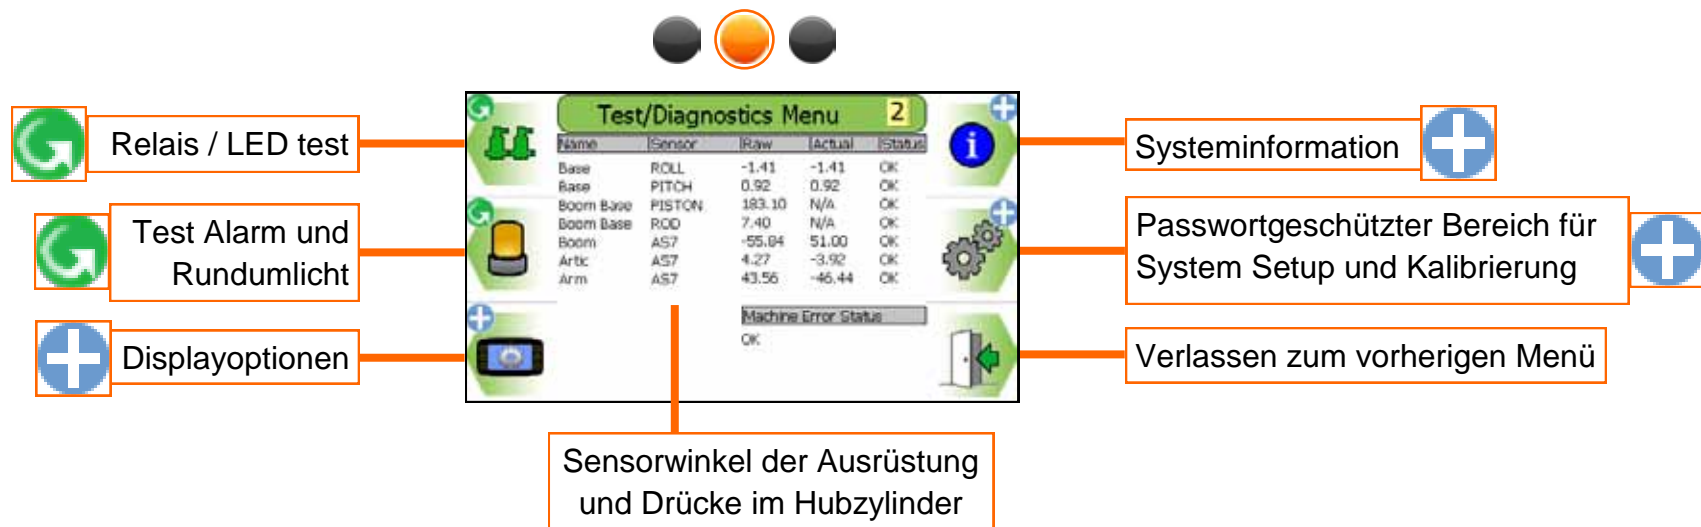 Relais / LED test
Test Alarm und
Rundumlicht
Displayoptionen
Test/Diagnostics Menu 2
Name Sensor Raw Actual Status
Base ROLL -1.41 -1.41 OK
Base PITCH 0.92 0.92 OK
Boom Base PISTON 183.10 N/A OK
Boom Base ROD 7.40 N/A OK
Boom AS7 -55.84 51.00 OK
Artic AS7 4.27 -3.92 OK
Arm AS7 43.56 -46.44 OK
Machine Error Status
OK
i
Systeminformation
Passwortgeschützter Bereich für
System Setup und Kalibrierung
Verlassen zum vorherigen Menü
Sensorwinkel der Ausrüstung
und Drücke im Hubzylinder